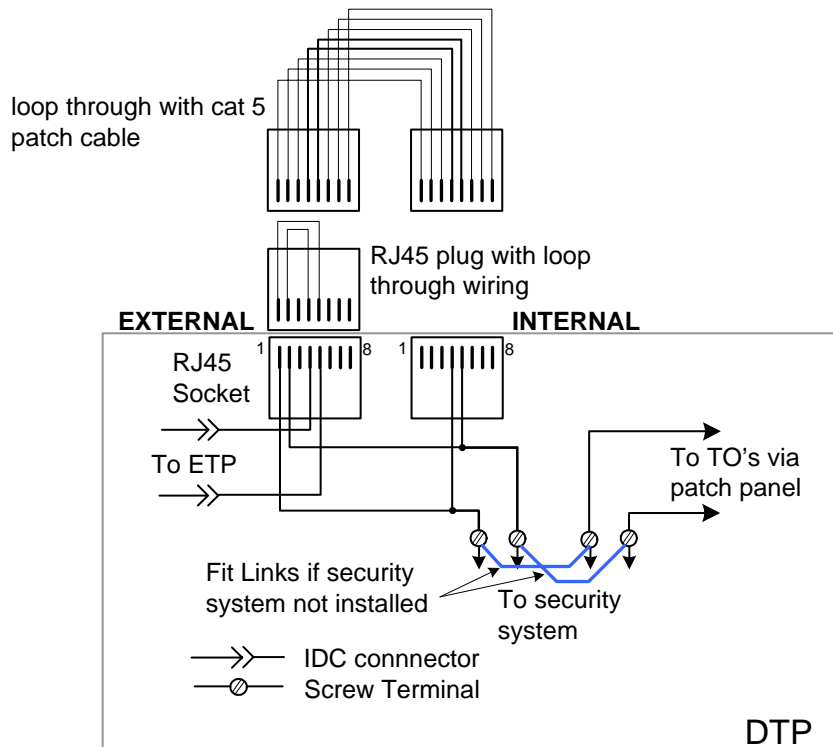 loop through with cat 5
patch cable
RJ45 plug with loop
through wiring
EXTERNAL
INTERNAL
1
8
1
8
RJ45
Socket
To ETP
To TO's via
patch panel
Fit Links if security
system not installed
To security
system
IDC connnector
Screw Terminal
DTP